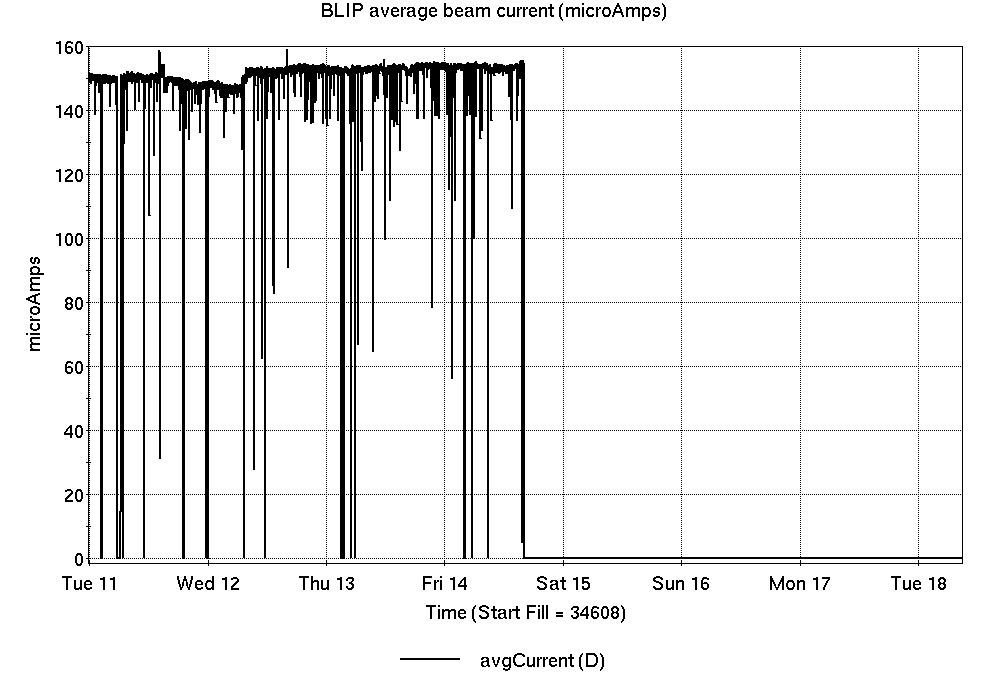 BLIP average beam current (microAmps)
160
140
120
100
80
60
40
20
0
microAmps
Tue 11 Wed 12 Thu 13 Fri 14 Sat 15 Sun 16 Mon 17 Tue 18
Time (Start Fill = 34608)
avgCurrent (D)